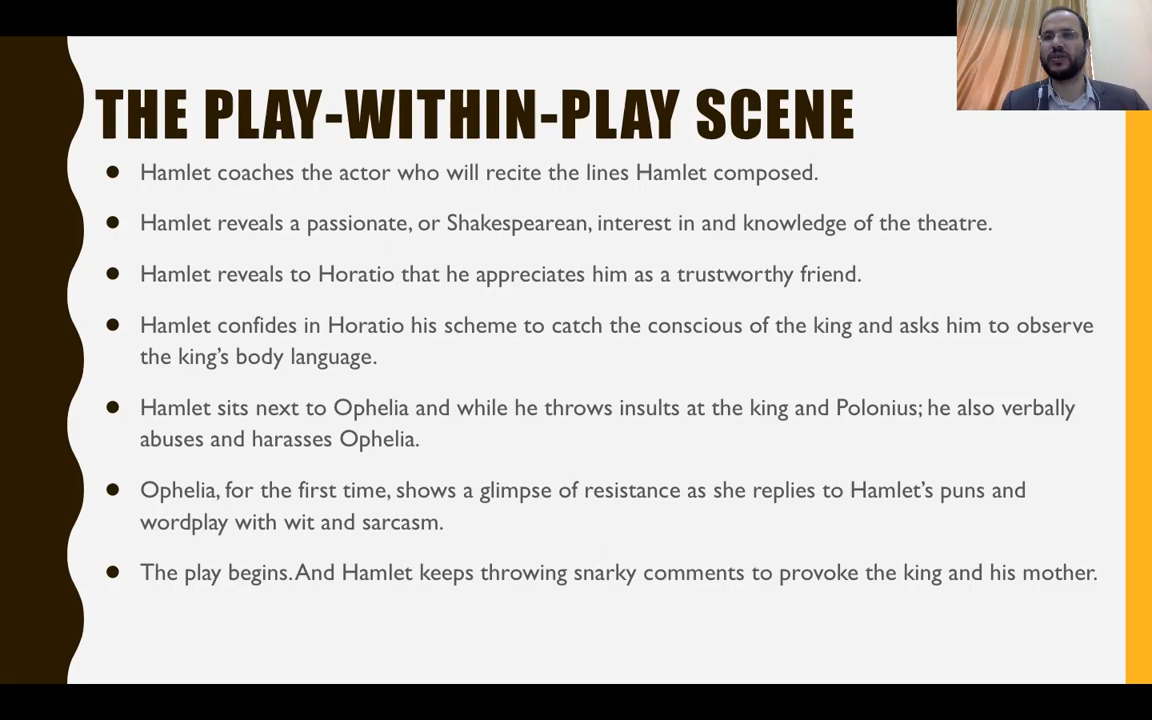 THE PLAY-WITHIN-PLAY SCENE
● Hamlet coaches the actor who will recite the lines Hamlet composed.
● Hamlet reveals a passionate, or Shakespearean, interest in and knowledge of the theatre.
● Hamlet reveals to Horatio that he appreciates him as a trustworthy friend.
● Hamlet confides in Horatio his scheme to catch the conscious of the king and asks him to observe
the king's body language.
● Hamlet sits next to Ophelia and while he throws insults at the king and Polonius; he also verbally
abuses and harasses Ophelia.
● Ophelia, for the first time, shows a glimpse of resistance as she replies to Hamlet's puns and
wordplay with wit and sarcasm.
● The play begins. And Hamlet keeps throwing snarky comments to provoke the king and his mother.